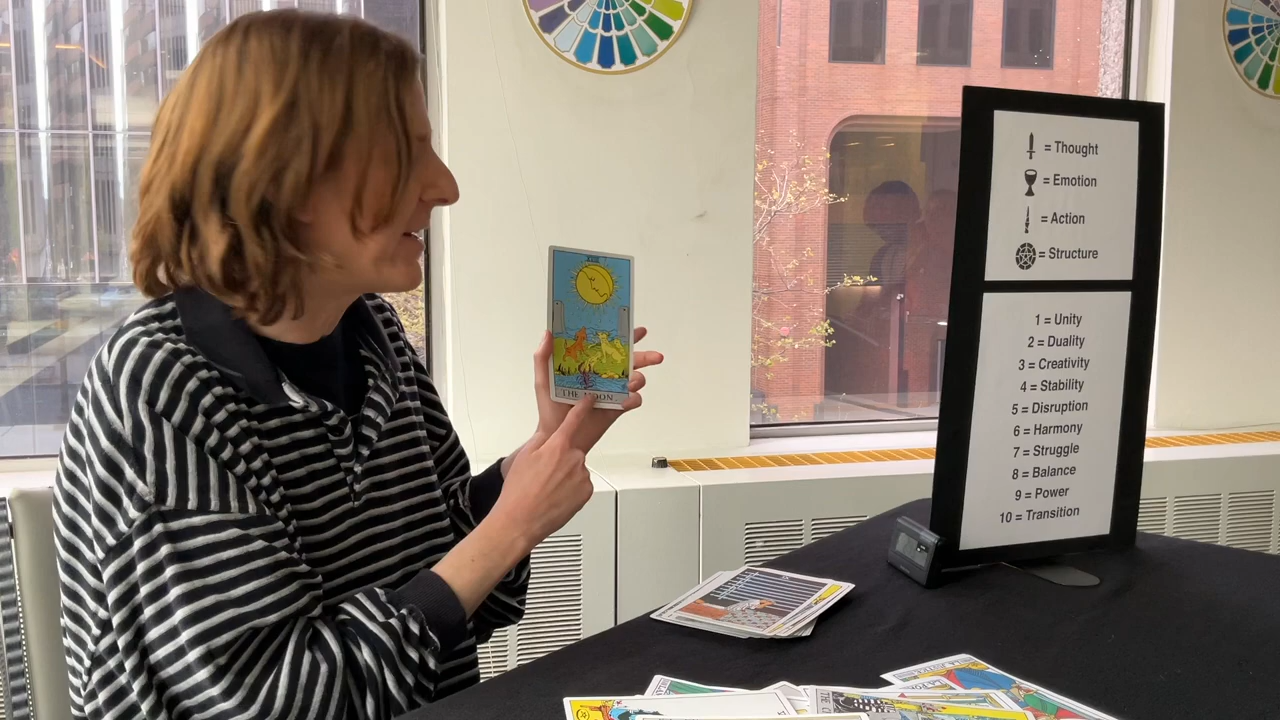 XVIII
THE MOON.
= Thought
= Emotion
= Action
= Structure
1 = Unity
2 = Duality
3 = Creativity
4 = Stability
5 = Disruption
6 = Harmony
7 = Struggle
8 = Balance
9 = Power
10 = Transition